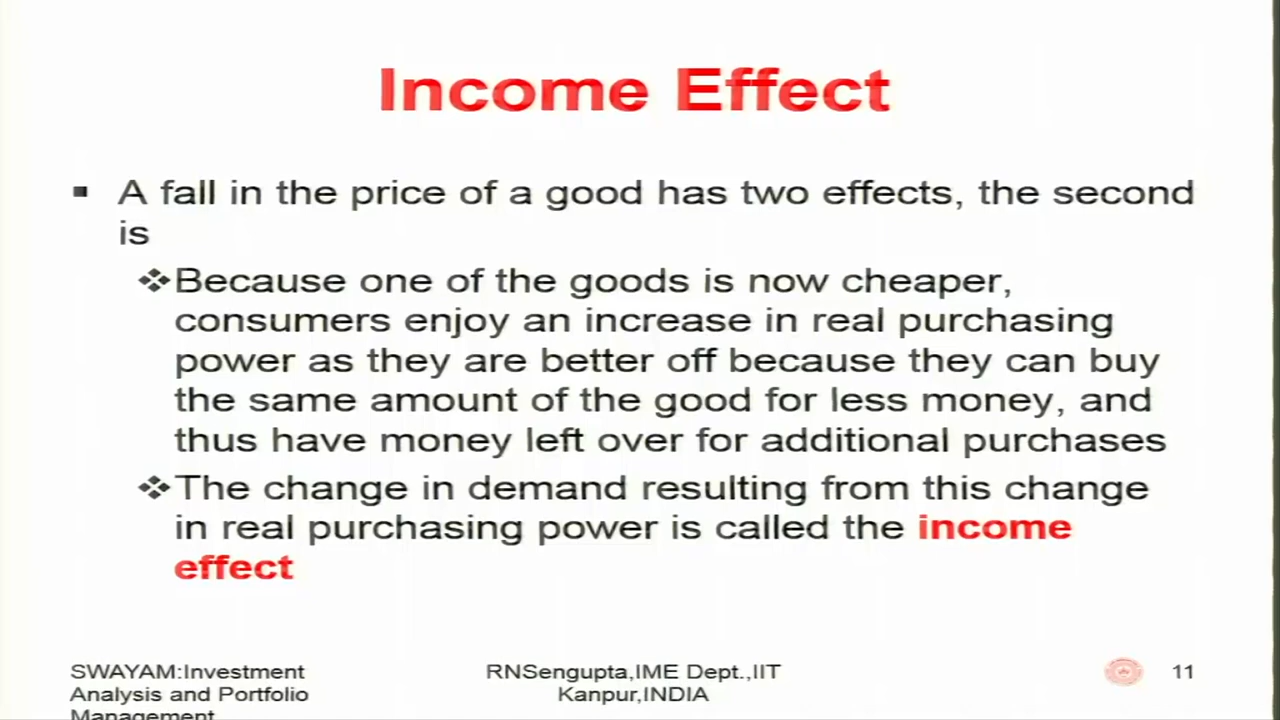 Income Effect
▪ A fall in the price of a good has two effects, the second
is
❖Because one of the goods is now cheaper,
consumers enjoy an increase in real purchasing
power as they are better off because they can buy
the same amount of the good for less money, and
thus have money left over for additional purchases
❖The change in demand resulting from this change
in real purchasing power is called the income
effect
SWAYAM:Investment
Analysis and Portfolio
Management
RNSengupta,IME Dept.,IIT
Kanpur,INDIA
11